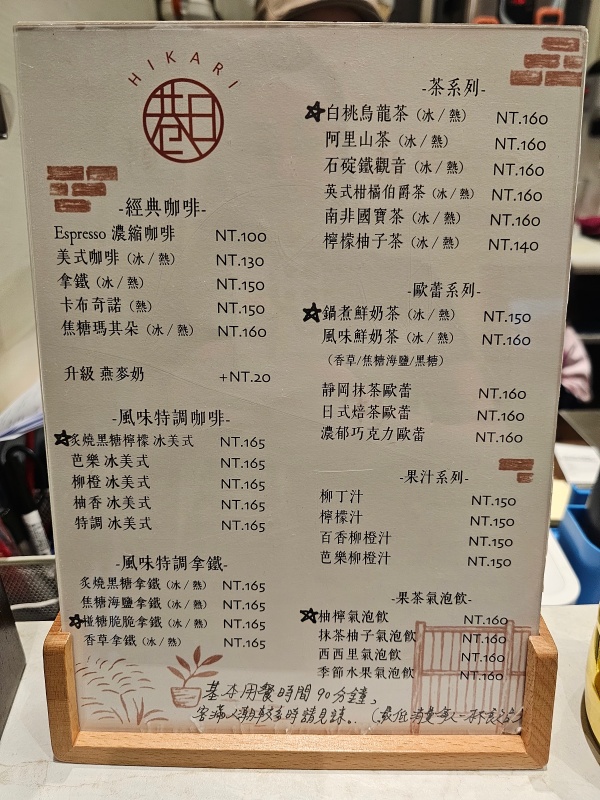 HIKARI
巷日
-經典咖啡-
Espresso 濃縮咖啡 NT.100
美式咖啡（冰/熱） NT.130
拿鐵（冰/熱） NT.150
卡布奇諾（熱） NT.150
焦糖瑪其朵（冰/熱） NT.160
升級 燕麥奶 +NT.20
-風味特調咖啡-
炙燒黑糖檸檬 冰美式 NT.165
芭樂 冰美式 NT.165
柳橙 冰美式 NT.165
柚香 冰美式 NT.165
特調 冰美式 NT.165
-風味特調拿鐵-
炙燒黑糖拿鐵（冰/熱） NT.165
焦糖海鹽拿鐵（冰/熱） NT.165
椪糖脆脆拿鐵（冰/熱） NT.165
香草拿鐵（冰/熱） NT.165
-茶系列-
白桃烏龍茶（冰/熱） NT.160
阿里山茶（冰/熱） NT.160
石碇鐵觀音（冰/熱） NT.160
英式柑橘伯爵茶（冰/熱） NT.160
南非國寶茶（冰/熱） NT.160
檸檬柚子茶（冰/熱） NT.140
-歐蕾系列-
鍋煮鮮奶茶（冰/熱） NT.150
風味鮮奶茶（冰/熱） NT.160
（香草/焦糖海鹽/黑糖）
靜岡抹茶歐蕾 NT.160
日式焙茶歐蕾 NT.160
濃郁巧克力歐蕾 NT.160
-果汁系列-
柳丁汁 NT.150
檸檬汁 NT.150
百香柳橙汁 NT.150
芭樂柳橙汁 NT.150
-果茶氣泡飲-
柚檸氣泡飲 NT.160
抹茶柚子氣泡飲 NT.160
西西里氣泡飲 NT.160
季節水果氣泡飲 NT.160
基本用餐時間90分鐘，
客滿人潮較多時請見諒。（最低消費每人一杯飲